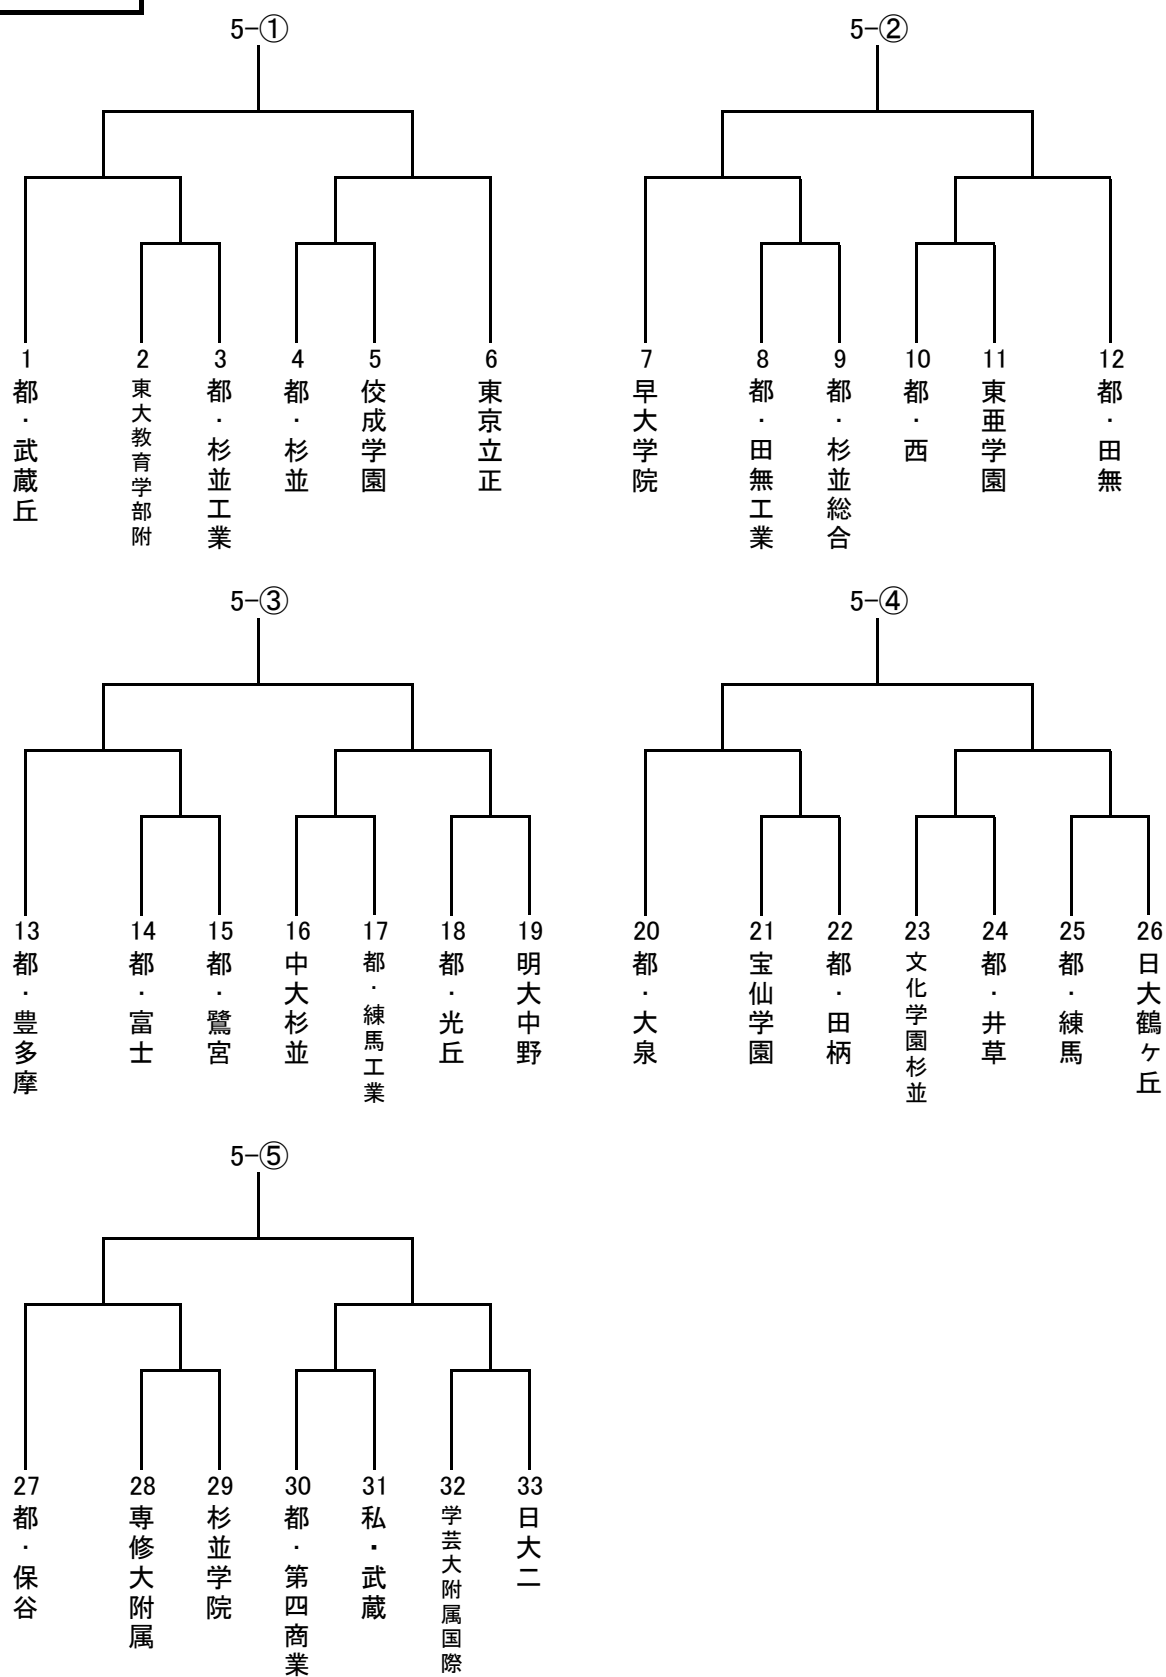 5-①
5-②
1
2
3
4
5
6
7
8
9
10
11
12
都・武蔵丘
東大教育学部附
都・杉並工業
都・杉並
佼成学園
東京立正
早大学院
都・田無工業
都・杉並総合
都・西
東亜学園
都・田無
5-③
5-④
13
14
15
16
17
18
19
20
21
22
23
24
25
26
都・豊多摩
都・富士
都・鷺宮
中大杉並
都・練馬工業
都・光丘
明大中野
都・大泉
宝仙学園
都・田柄
文化学園杉並
都・井草
都・練馬
日大鶴ヶ丘
5-⑤
27
28
29
30
31
32
33
都・保谷
専修大附属
杉並学院
都・第四商業
私・武蔵
学芸大附属国際
日大二